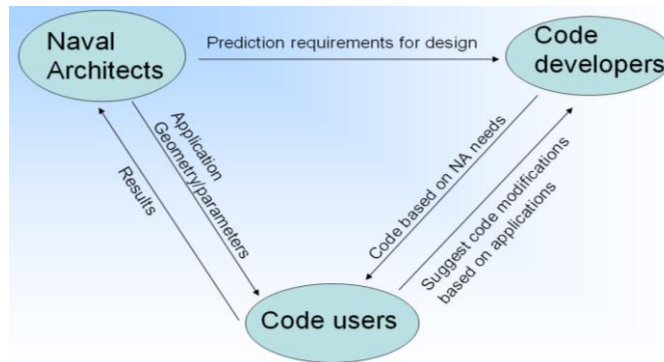 Naval
Architects
Prediction requirements for design
Code
developers
Application
Geometry/parameters
Results
Code based on NA needs
Suggest code modifications
based on applications
Code users